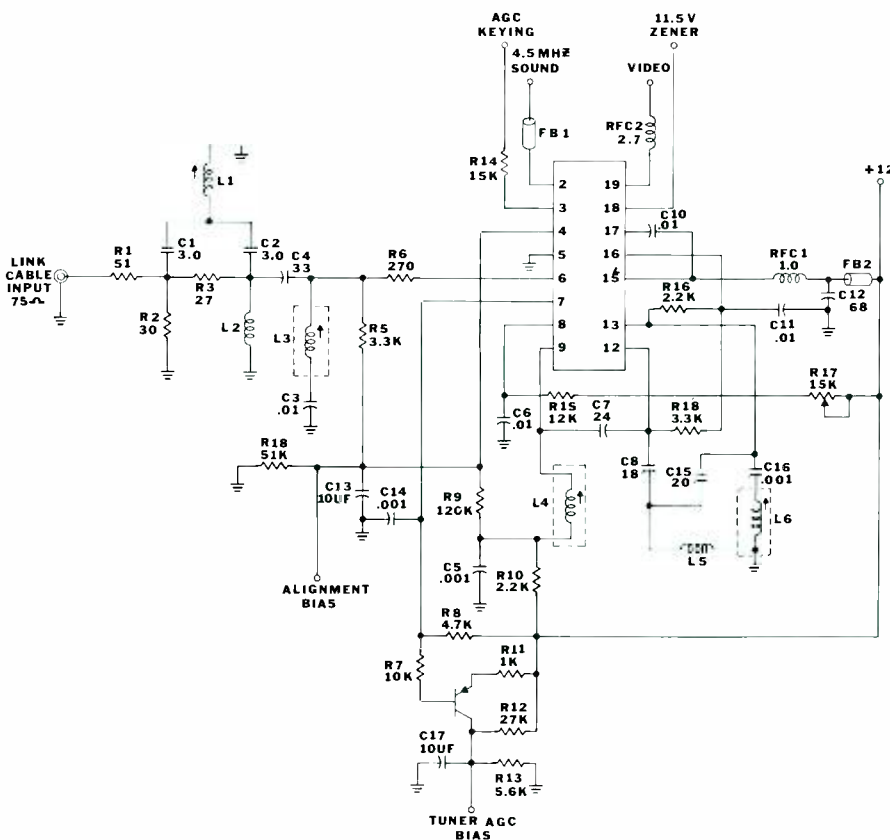 AGC
KEYING
4.5MHZ
SOUND
11.5V
ZENER
VIDEO
FB1
RFC2
2.7
R14
15K
+12
L1
2
3
4
5
6
7
8
9
19
18
17
16
15
13
12
C10
.01
LINK
CABLE
INPUT
75Ω
R1
51
C1
3.0
C2
3.0
C4
33
R6
270
R3
27
R2
30
L2
L3
R5
3.3K
C3
.01
RFC1
1.0
FB2
R16
2.2K
C12
68
C11
.01
R17
15K
C6
.01
R15
12K
C7
24
R18
3.3K
R18
51K
C13
10UF
C14
.001
R9
120K
L4
C8
18
C15
20
C16
.001
L6
L5
ALIGNMENT
BIAS
C5
.001
R10
2.2K
R8
4.7K
R7
10K
R11
1K
R12
27K
C17
10UF
R13
5.6K
TUNER AGC
BIAS